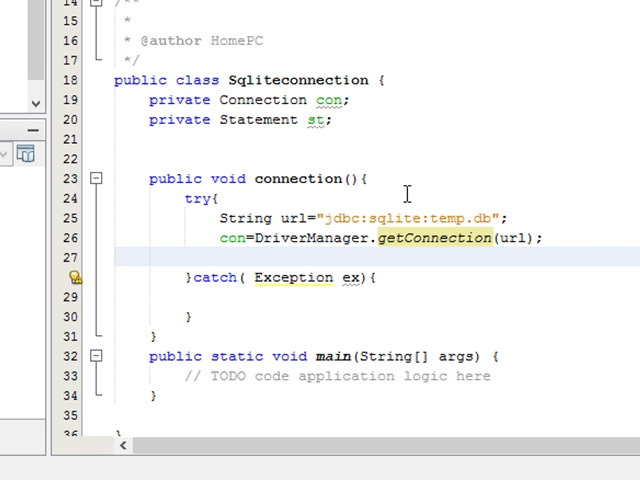 14 /**
15 *
16 * @author HomePC
17 */
18 public class Sqliteconnection {
19 private Connection con;
20 private Statement st;
21
22
23 public void connection(){
24 try{
25 String url="jdbc:sqlite:temp.db";
26 con=DriverManager.getConnection(url);
27
}catch( Exception ex){
29
30 }
31 }
32 public static void main(String[] args) {
33 // TODO code application logic here
34 }
35
36 }